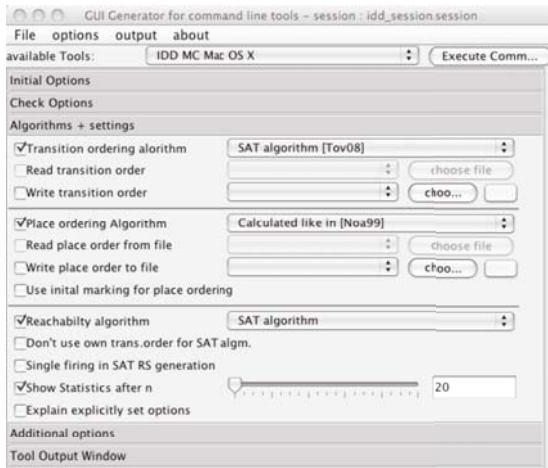 GUI Generator for command line tools - session : idd_session.session
File options output about
available Tools: IDD MC Mac OS X Execute Comm...
Initial Options
Check Options
Algorithms + settings
Transition ordering alorithm SAT algorithm [Tov08]
Read transition order choose file
Write transition order choo...
Place ordering Algorithm Calculated like in [Noa99]
Read place order from file choose file
Write place order to file choo...
Use inital marking for place ordering
Reachabilty algorithm SAT algorithm
Don't use own trans.order for SAT algm.
Single firing in SAT RS generation
Show Statistics after n 20
Explain explicitly set options
Additional options
Tool Output Window